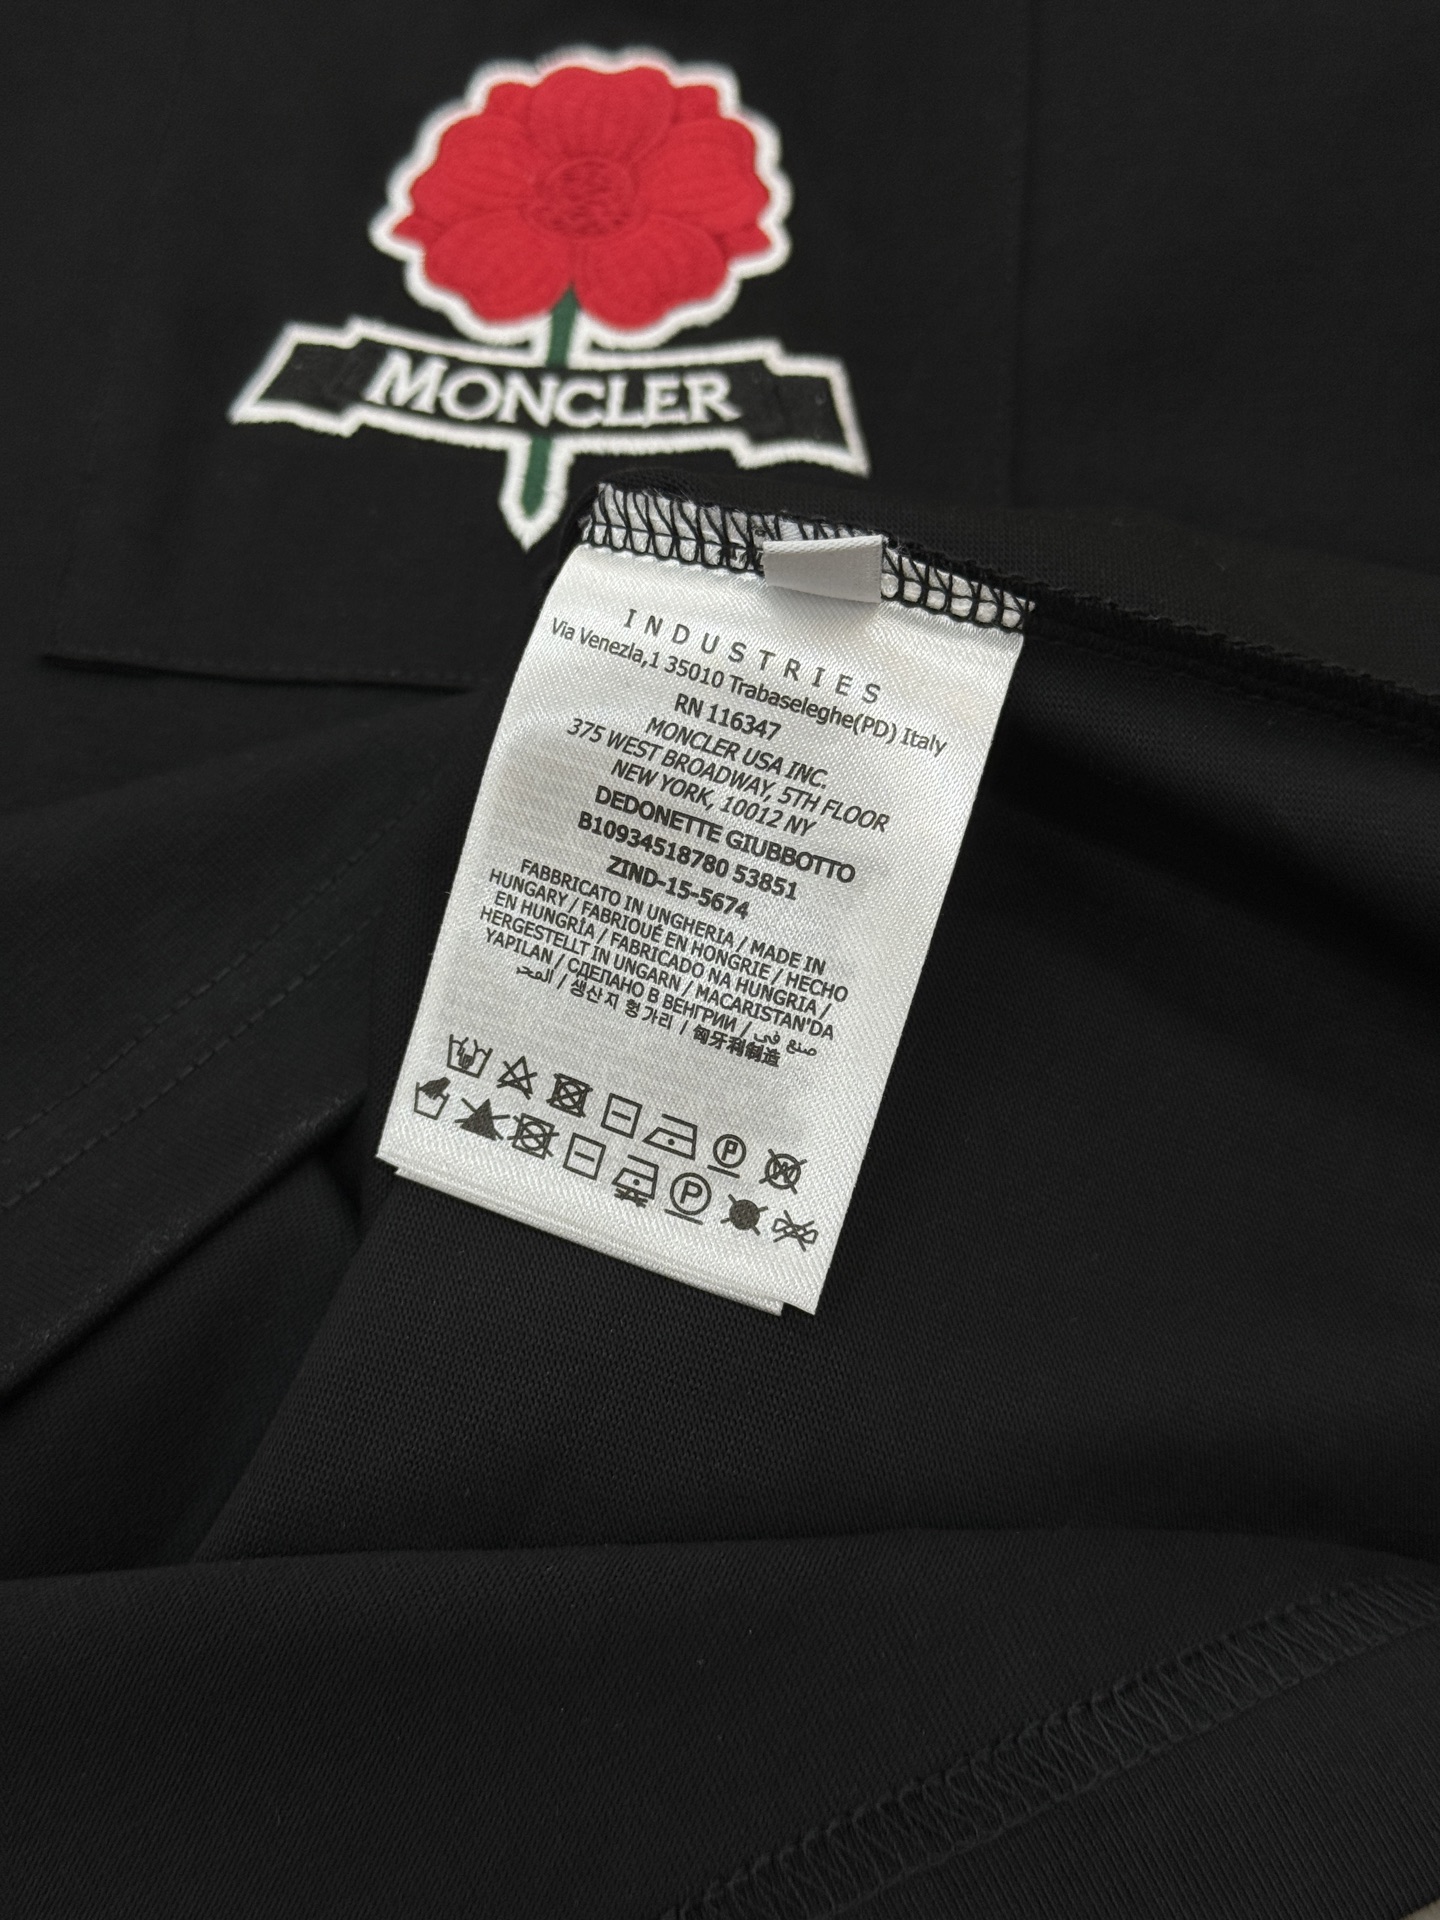 MONCLER
INDUSTRIES
Via Venezia,1 35010 Trabaseleghe(PD) Italy
RN 116347
MONCLER USA INC.
375 WEST BROADWAY, 5TH FLOOR
NEW YORK, 10012 NY
DEDONETTE GIUBBOTTO
B10934518780 53851
ZIND-15-5674
FABBRICATO IN UNGHERIA / MADE IN
HUNGARY / FABRIQUÉ EN HONGRIE / HECHO
EN HUNGRÍA / FABRICADO NA HUNGRIA /
HERGESTELLT IN UNGARN / MACARISTAN'DA
YAPILAN / СДЕЛАНО В ВЕНГРИИ / صنع في
المجر / 생산지 헝가리 / 匈牙利制造
P
W
P